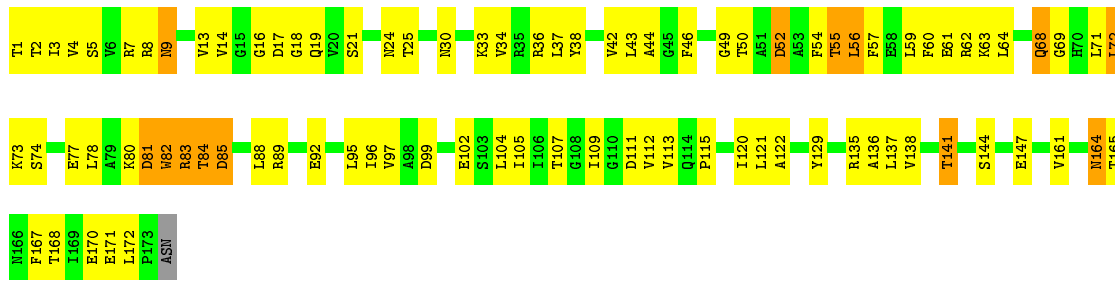 T1 T2 I3 V4 S5 V6 R7 R8 N9 V13 V14 G15 G16 D17 G18 Q19 V20 S21 N24 T25 N30 K33 V34 R35 R36 L37 Y38 V42 L43 A44 G45 F46 G49 T50 A51 D52 A53 F54 T55 L56 F57 E58 L59 F60 E61 R62 K63 L64 Q68 G69 H70 L71
K73 S74 E77 L78 A79 K80 D81 W82 R83 T84 D85 L88 R89 E92 L95 I96 V97 A98 D99 E102 S103 L104 I105 I106 T107 G108 I109 G110 D111 V112 V113 Q114 P115 I120 L121 A122 Y129 R135 A136 L137 V138 T141 S144 E147 V161 N164 T165
N166 F167 T168 I169 E170 E171 L172 P173 ASN